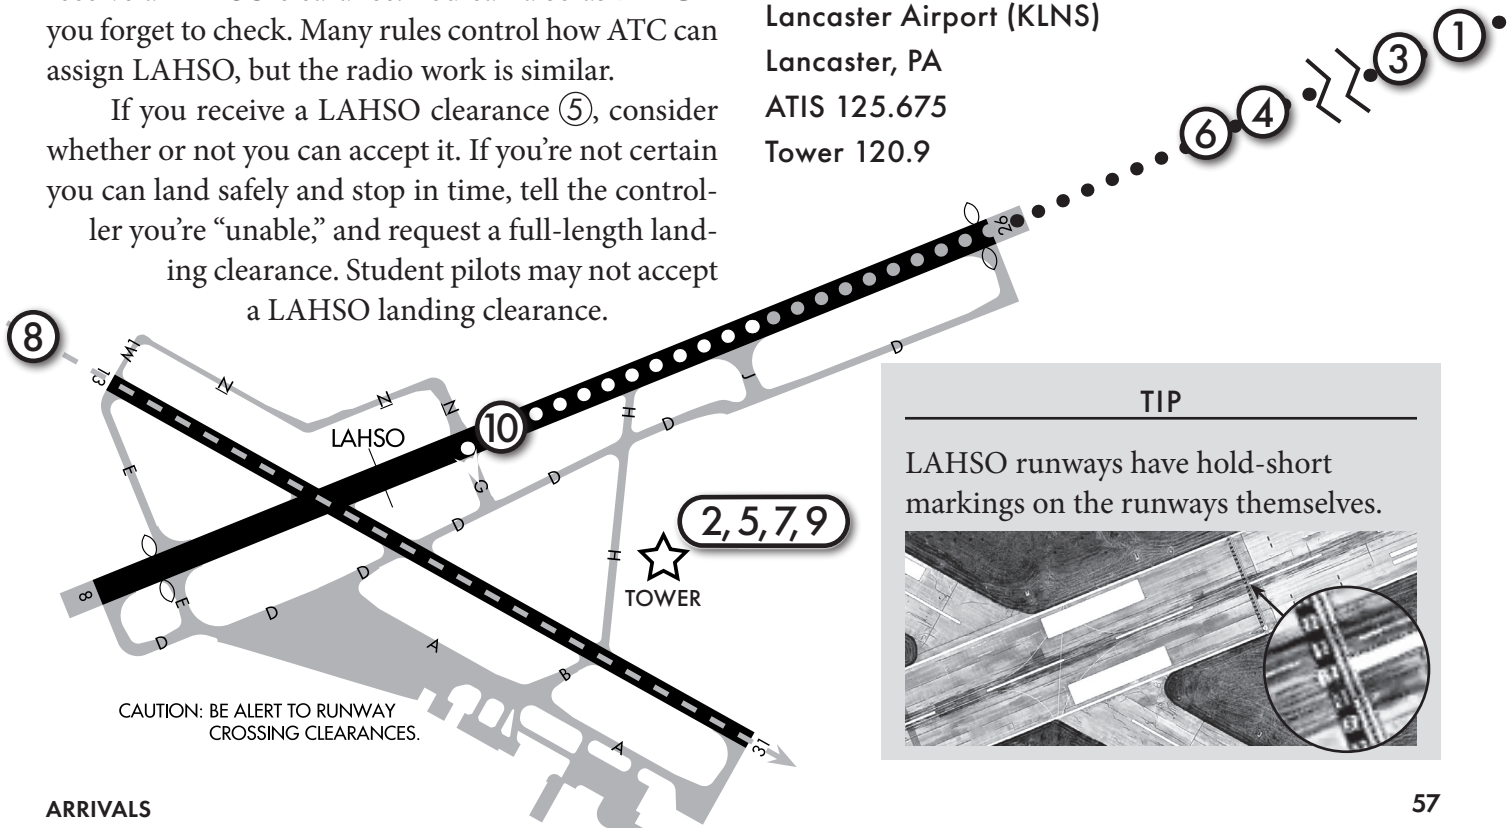 you forget to check. Many rules control how ATC can
assign LAHSO, but the radio work is similar.
If you receive a LAHSO clearance ⑤, consider
whether or not you can accept it. If you’re not certain
you can land safely and stop in time, tell the control-
ler you’re “unable,” and request a full-length land-
ing clearance. Student pilots may not accept
a LAHSO landing clearance.
Lancaster Airport (KLNS)
Lancaster, PA
ATIS 125.675
Tower 120.9
1
3
4
6
26
8
13
W1
N
N
N
LAHSO
10
H
J
D
D
D
D
D
D
D
G
E
E
8
H
2, 5, 7, 9
TOWER
A
B
A
31
CAUTION: BE ALERT TO RUNWAY
CROSSING CLEARANCES.
TIP
LAHSO runways have hold-short
markings on the runways themselves.
ARRIVALS
57